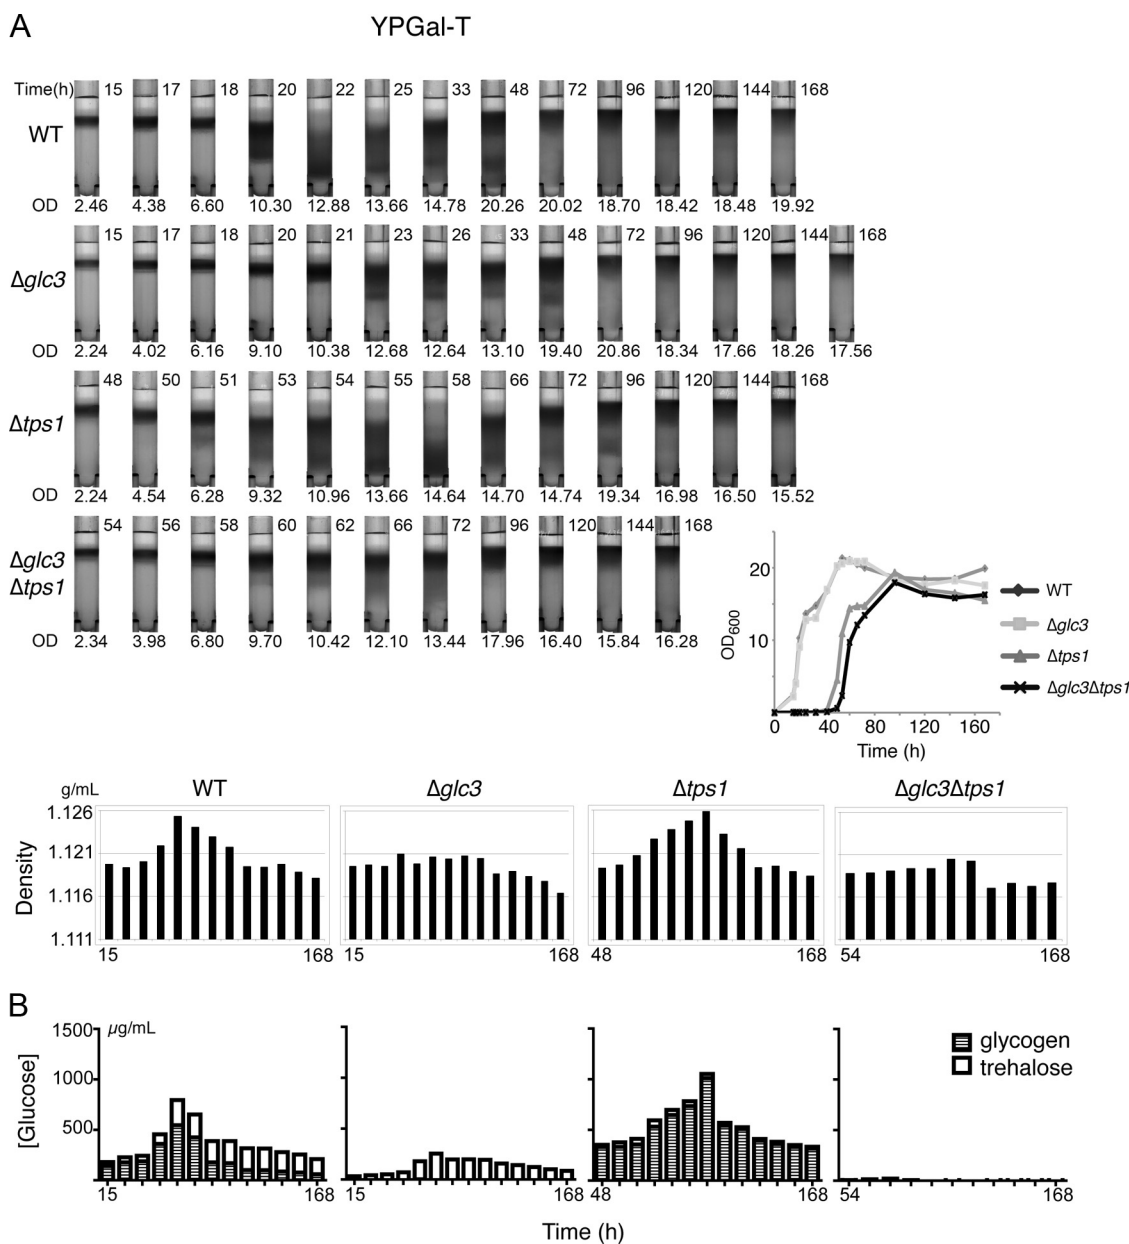 A
YPGal-T
Time(h) 15 17 18 20 22 25 33 48 72 96 120 144 168
WT
OD 2.46 4.38 6.60 10.30 12.88 13.66 14.78 20.26 20.02 18.70 18.42 18.48 19.92
15 17 18 20 21 23 26 33 48 72 96 120 144 168
Δglc3
OD 2.24 4.02 6.16 9.10 10.38 12.68 12.64 13.10 19.40 20.86 18.34 17.66 18.26 17.56
48 50 51 53 54 55 58 66 72 96 120 144 168
Δtps1
OD 2.24 4.54 6.28 9.32 10.96 13.66 14.64 14.70 14.74 19.34 16.98 16.50 15.52
54 56 58 60 62 66 72 96 120 144 168
Δglc3
Δtps1
OD 2.34 3.98 6.80 9.70 10.42 12.10 13.44 17.96 16.40 15.84 16.28
20
10
OD600
0 40 80 120 160
Time (h)
WT
Δglc3
Δtps1
Δglc3Δtps1
g/mL WT Δglc3 Δtps1 Δglc3Δtps1
1.126
1.121
1.116
1.111
Density
15 168 15 168 48 168 54 168
B
1500 µg/mL
1000
500
[Glucose]
glycogen
trehalose
15 168 15 168 48 168 54 168
Time (h)